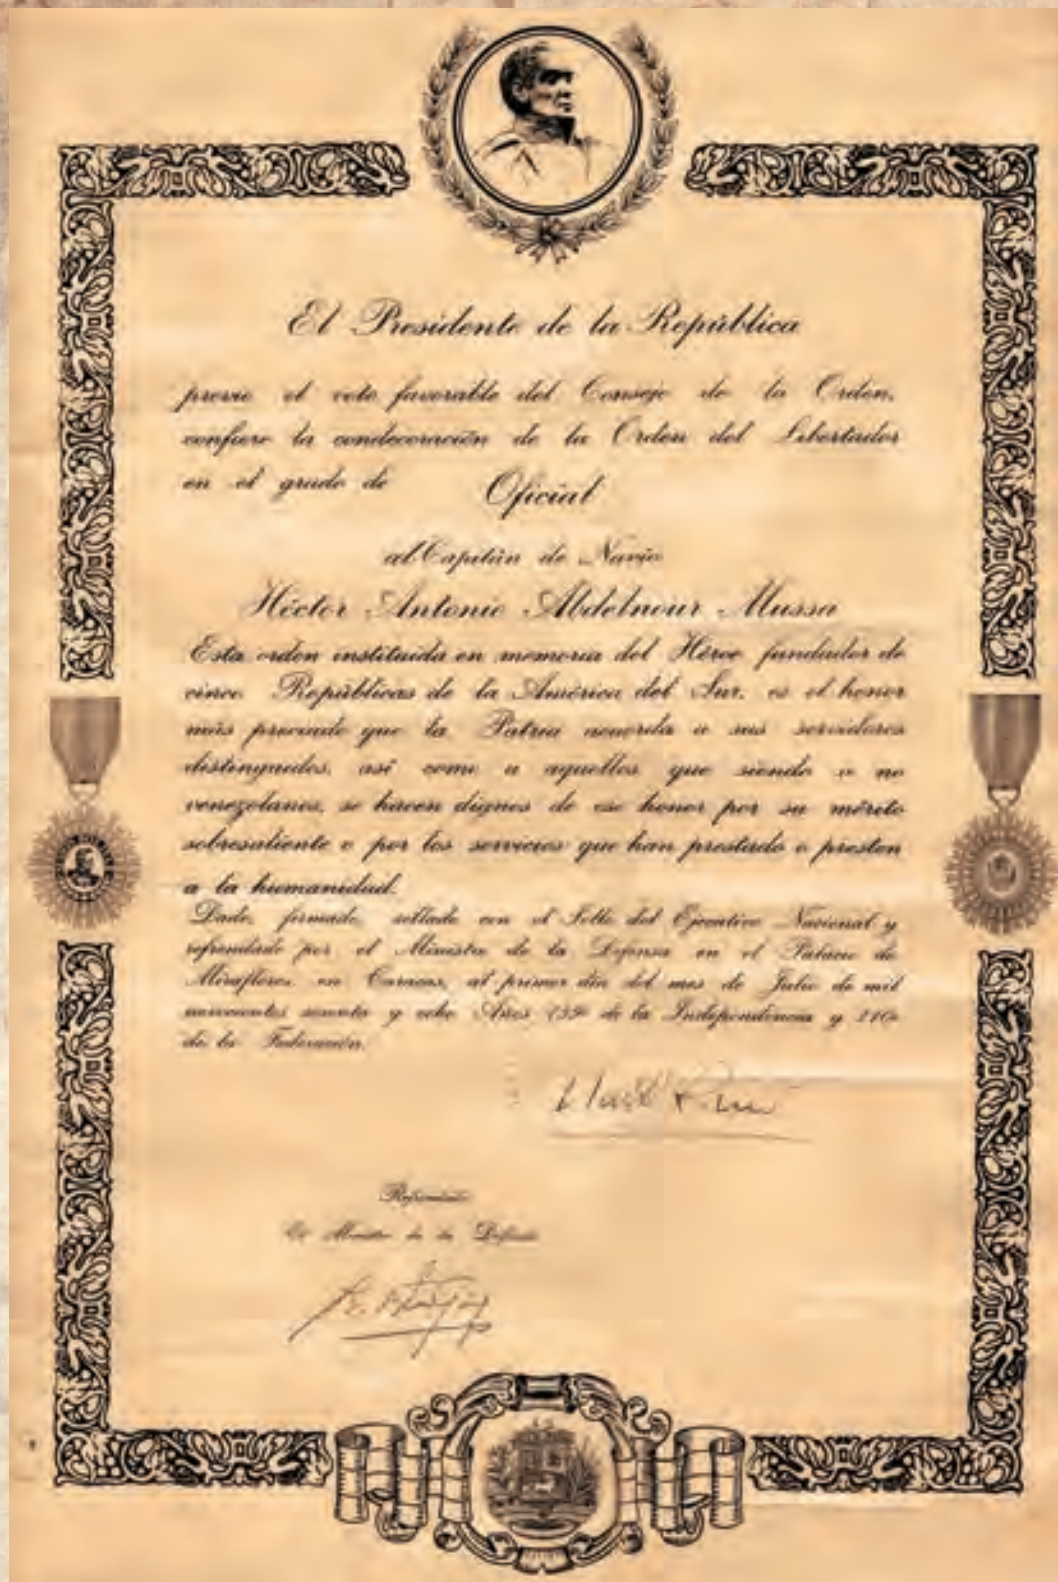 El Presidente de la República
previo el voto favorable del Consejo de la Orden,
confiere la condecoración de la Orden del Libertador
en el grado de Oficial
al Capitán de Navío
Héctor Antonio Abdelnour Mussa
Esta orden instituida en memoria del Héroe fundador de
cinco Repúblicas de la América del Sur, es el honor
más preciado que la Patria acuerda a sus servidores
distinguidos, así como a aquellos que siendo o no
venezolanos, se hacen dignos de ese honor por su mérito
sobresaliente o por los servicios que han prestado o presten
a la humanidad.
Dado, firmado, sellado con el Sello del Ejecutivo Nacional y
refrendado por el Ministro de la Defensa en el Palacio de
Miraflores, en Caracas, al primer día del mes de Julio de mil
novecientos sesenta y ocho Años 159º de la Independencia y 110º
de la Federación.
Refrendado
El Ministro de la Defensa